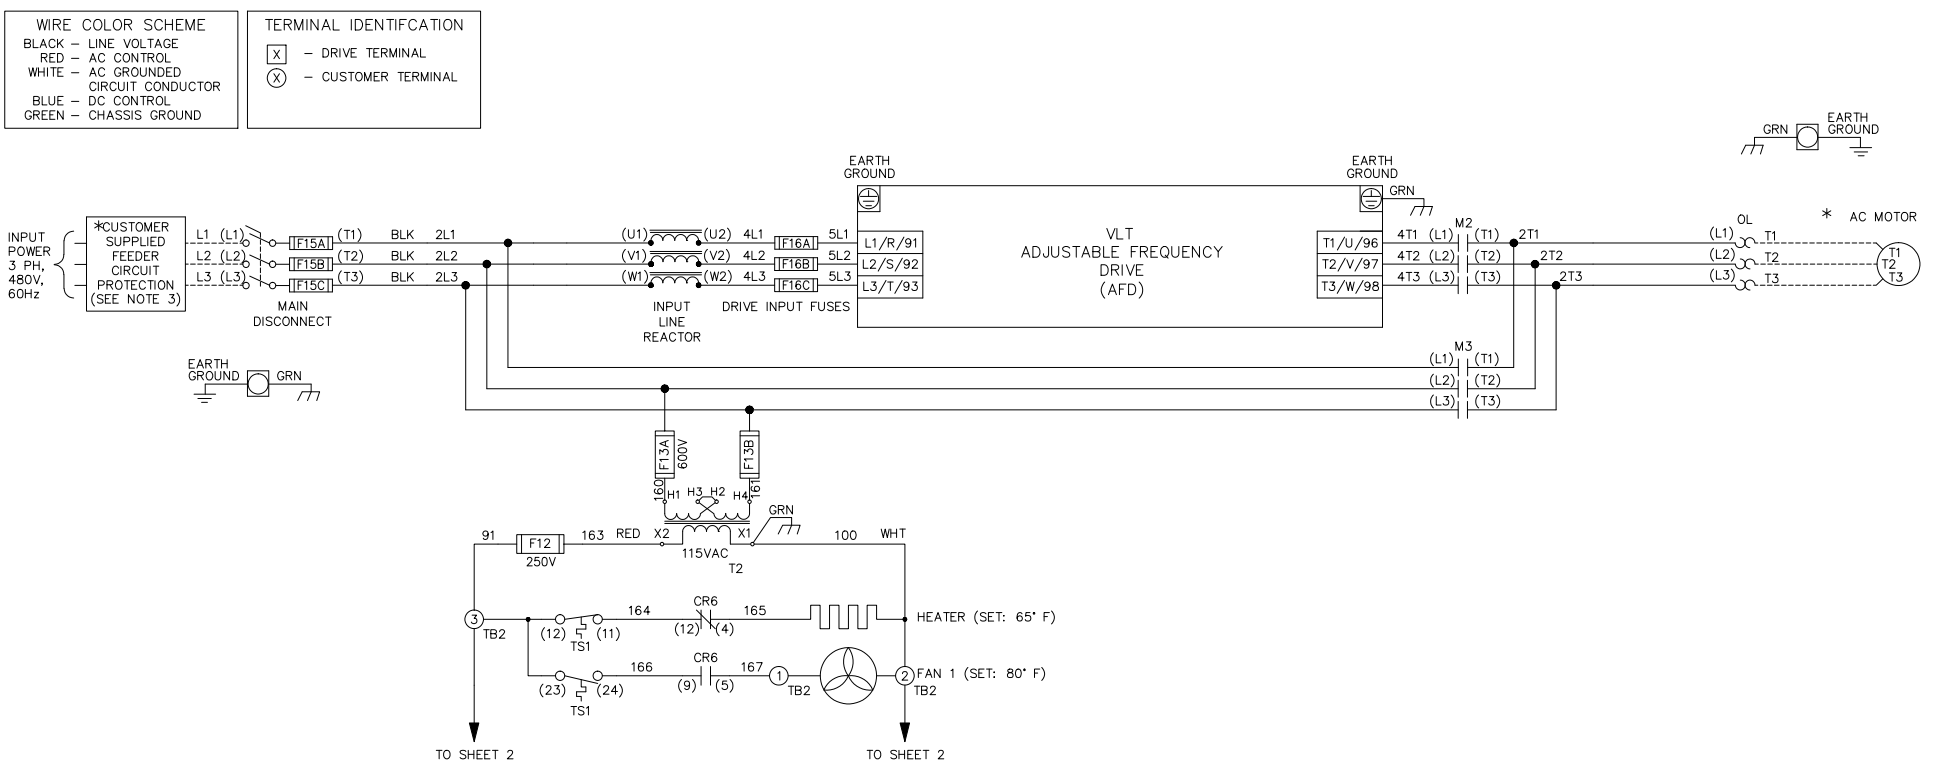 WIRE COLOR SCHEME
BLACK – LINE VOLTAGE
RED – AC CONTROL
WHITE – AC GROUNDED
CIRCUIT CONDUCTOR
BLUE – DC CONTROL
GREEN – CHASSIS GROUND
TERMINAL IDENTIFCATION
X – DRIVE TERMINAL
X – CUSTOMER TERMINAL
GRN
EARTH
GROUND
EARTH
GROUND
EARTH
GROUND
GRN
INPUT
POWER
3 PH,
480V,
60Hz
*CUSTOMER
SUPPLIED
FEEDER
CIRCUIT
PROTECTION
(SEE NOTE 3)
L1 (L1) F15A (T1) BLK 2L1 (U1) (U2) 4L1 F16A 5L1 L1/R/91
L2 (L2) F15B (T2) BLK 2L2 (V1) (V2) 4L2 F16B 5L2 L2/S/92
L3 (L3) F15C (T3) BLK 2L3 (W1) (W2) 4L3 F16C 5L3 L3/T/93
MAIN
DISCONNECT
INPUT
LINE
REACTOR
DRIVE INPUT FUSES
VLT
ADJUSTABLE FREQUENCY
DRIVE
(AFD)
M2
T1/U/96 4T1 (L1) (T1) 2T1
T2/V/97 4T2 (L2) (T2) 2T2
T3/W/98 4T3 (L3) (T3) 2T3
OL
(L1) T1
(L2) T2
(L3) T3
* AC MOTOR
T1
T2
T3
EARTH
GROUND
GRN
M3
(L1) (T1)
(L2) (T2)
(L3) (T3)
F13A
600V
F13B
160
161
H1 H3 H2 H4
GRN
91 F12 163 RED X2 X1 100 WHT
250V
115VAC
T2
3
TB2
(12) (11)
TS1
164
CR6
(12) (4)
165
HEATER (SET: 65° F)
(23) (24)
TS1
166
CR6
(9) (5)
167
1
TB2
2
TB2
FAN 1 (SET: 80° F)
TO SHEET 2
TO SHEET 2